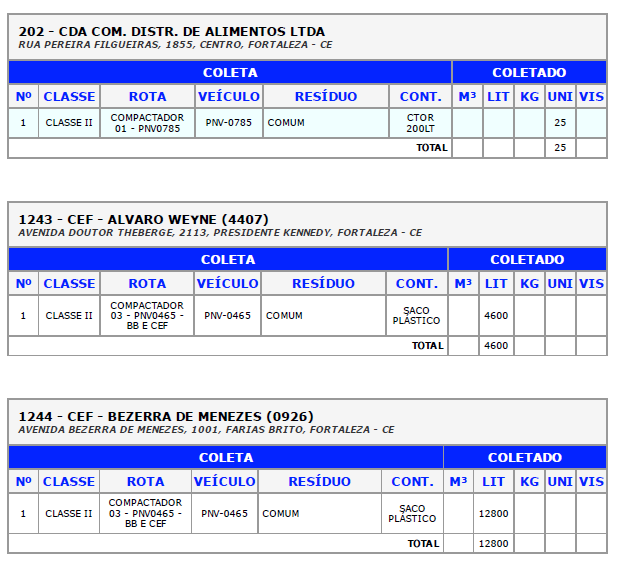 202 - CDA COM. DISTR. DE ALIMENTOS LTDA
RUA PEREIRA FILGUEIRAS, 1855, CENTRO, FORTALEZA - CE
COLETA COLETADO
Nº CLASSE ROTA VEÍCULO RESÍDUO CONT. M³ LIT KG UNI VIS
1 CLASSE II COMPACTADOR 01 - PNV0785 PNV-0785 COMUM CTOR 200LT 25
TOTAL 25
1243 - CEF - ALVARO WEYNE (4407)
AVENIDA DOUTOR THEBERGE, 2113, PRESIDENTE KENNEDY, FORTALEZA - CE
COLETA COLETADO
Nº CLASSE ROTA VEÍCULO RESÍDUO CONT. M³ LIT KG UNI VIS
1 CLASSE II COMPACTADOR 03 - PNV0465 - BB E CEF PNV-0465 COMUM SACO PLÁSTICO 4600
TOTAL 4600
1244 - CEF - BEZERRA DE MENEZES (0926)
AVENIDA BEZERRA DE MENEZES, 1001, FARIAS BRITO, FORTALEZA - CE
COLETA COLETADO
Nº CLASSE ROTA VEÍCULO RESÍDUO CONT. M³ LIT KG UNI VIS
1 CLASSE II COMPACTADOR 03 - PNV0465 - BB E CEF PNV-0465 COMUM SACO PLÁSTICO 12800
TOTAL 12800